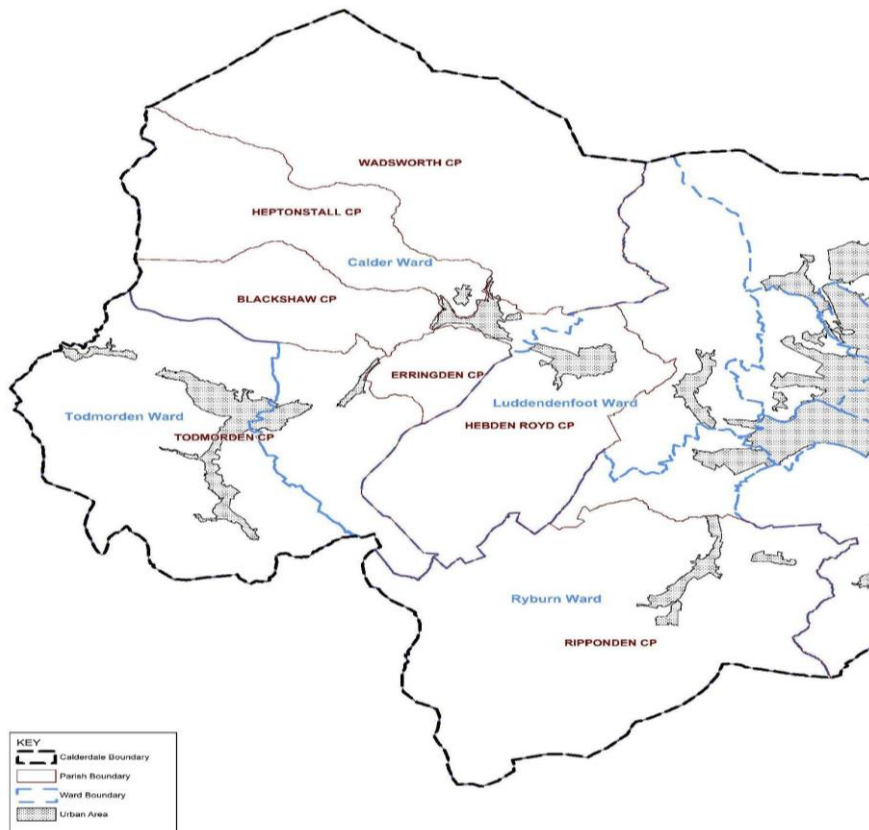 WADSWORTH CP
HEPTONSTALL CP
Calder Ward
BLACKSHAW CP
ERRINGDEN CP
Luddendenfoot Ward
Todmorden Ward
HEBDEN ROYD CP
TODMORDEN CP
Ryburn Ward
RIPPONDEN CP
KEY
Calderdale Boundary
Parish Boundary
Ward Boundary
Urban Area